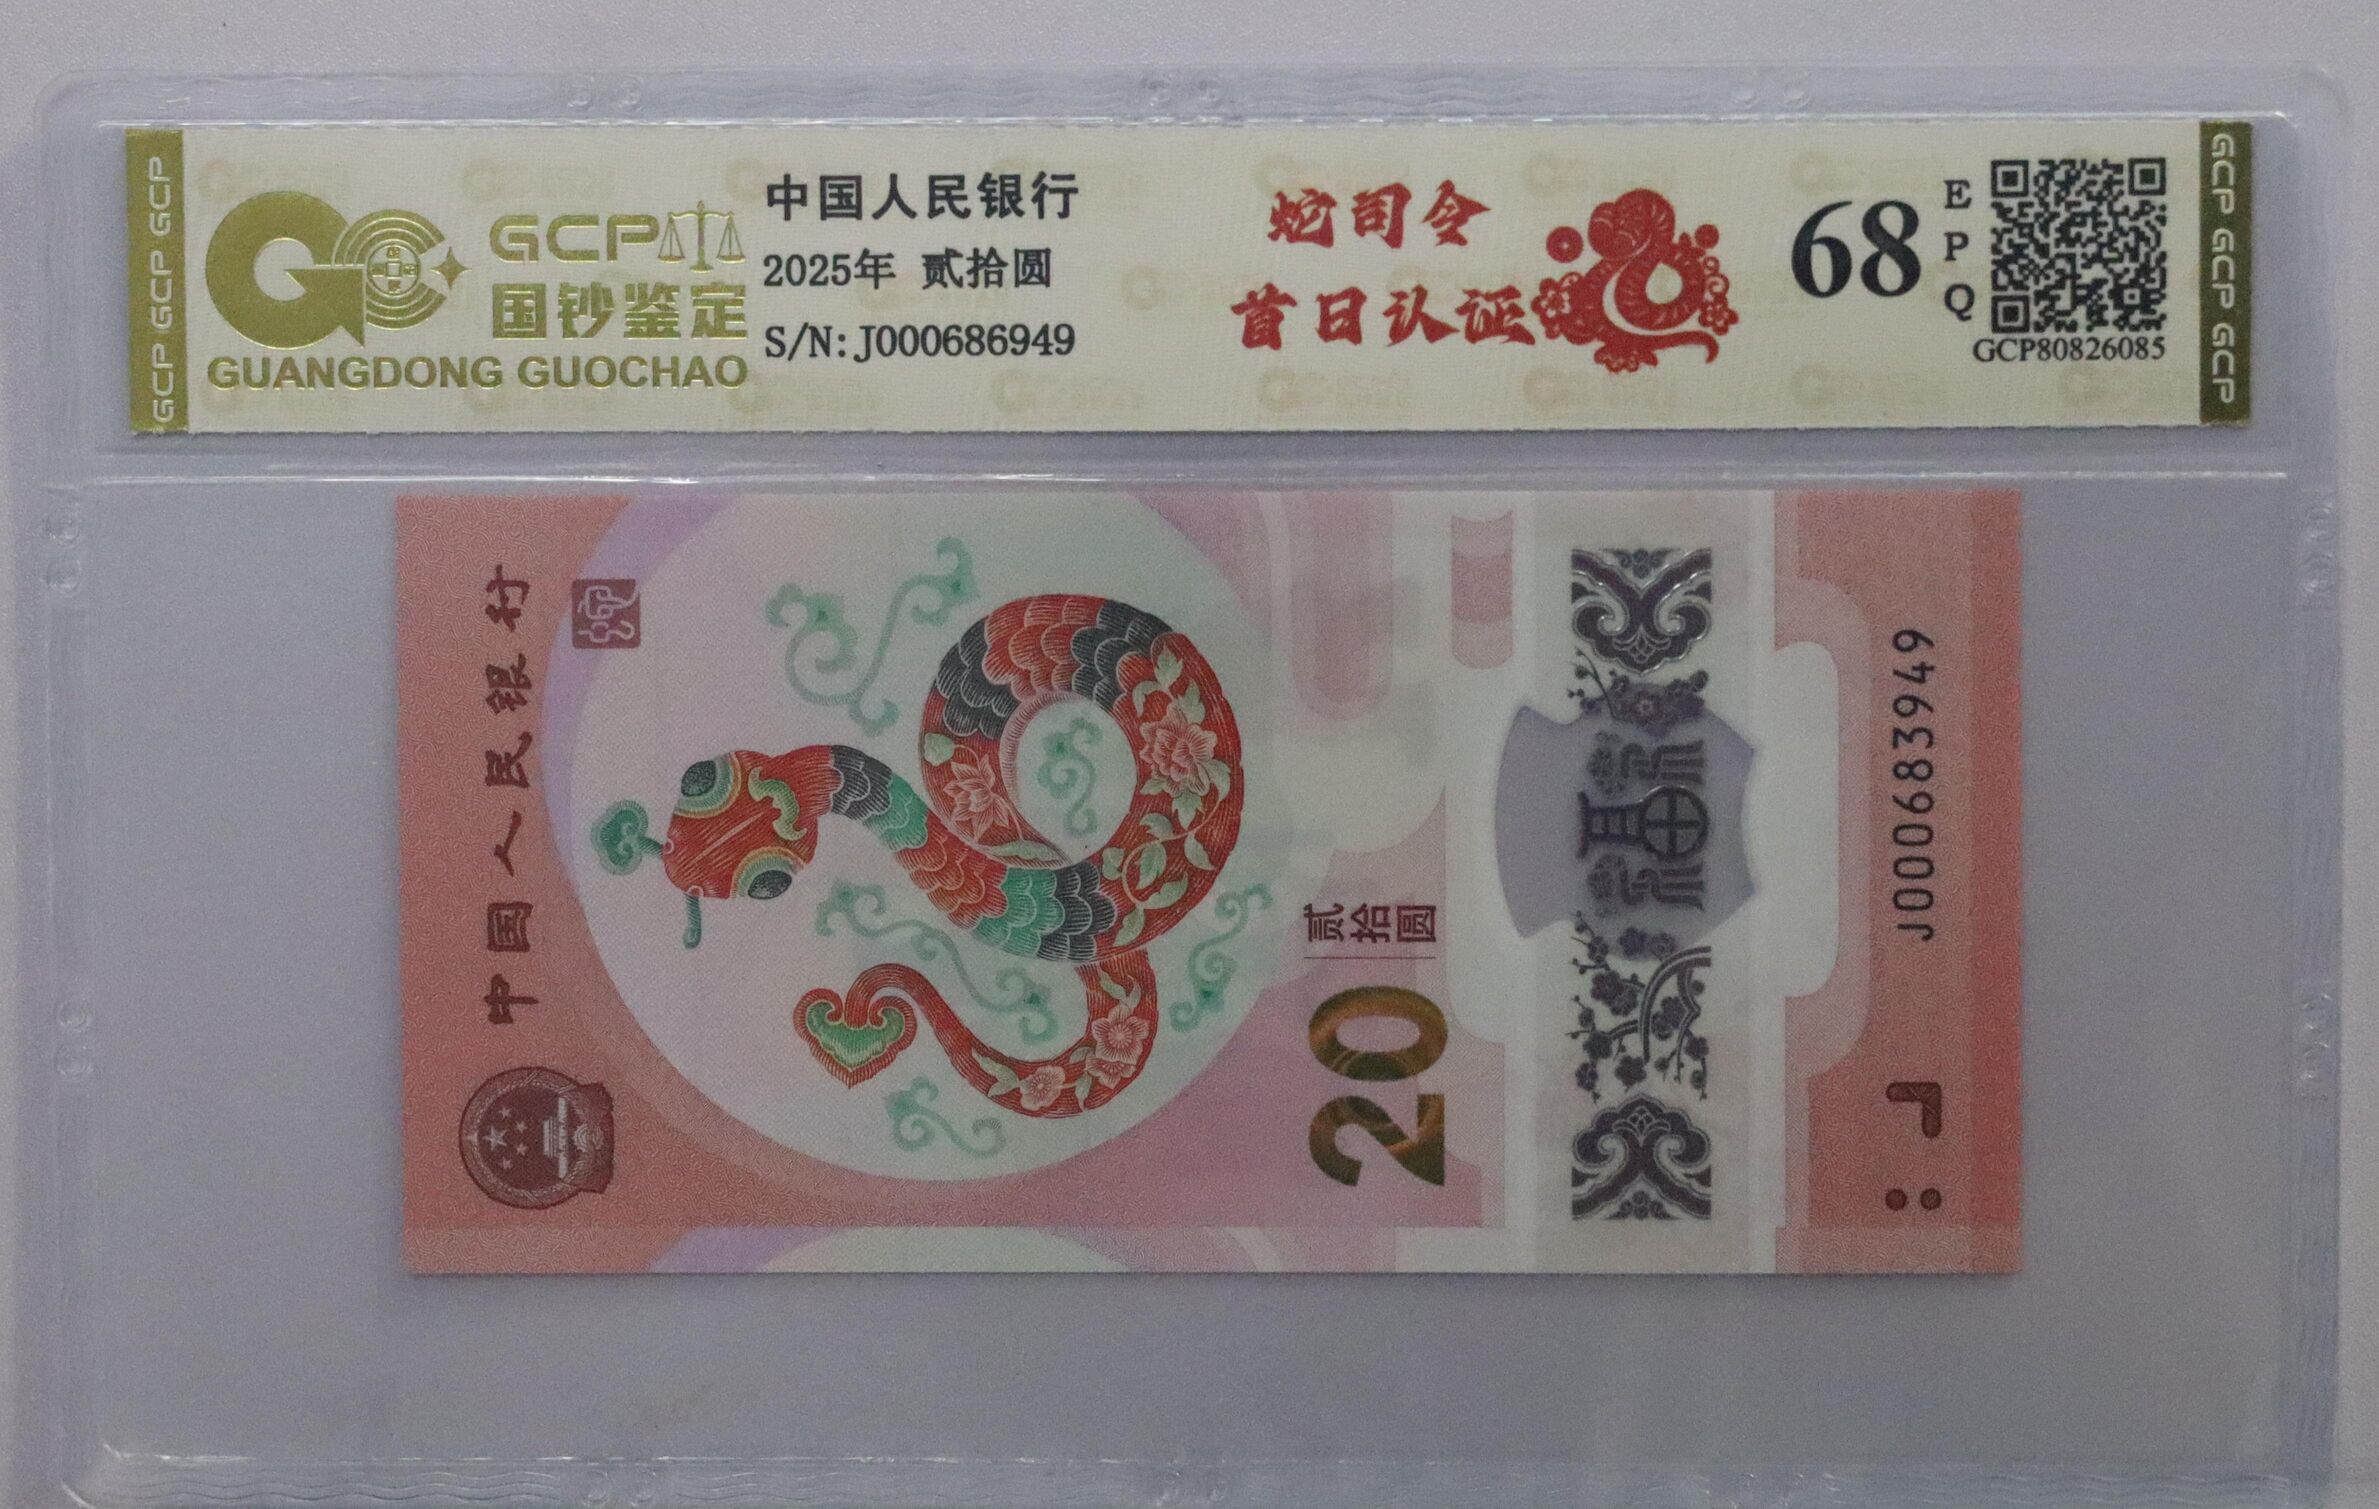 GCP GCP GCP
GCP
国钞鉴定
GUANGDONG GUOCHAO
中国人民银行
2025年 贰拾圆
S/N: J000686949
蛇司令
首日认证
68
EPQ
GCP80826085
GCP GCP GCP
中国人民银行
贰拾圆
20
J000683949